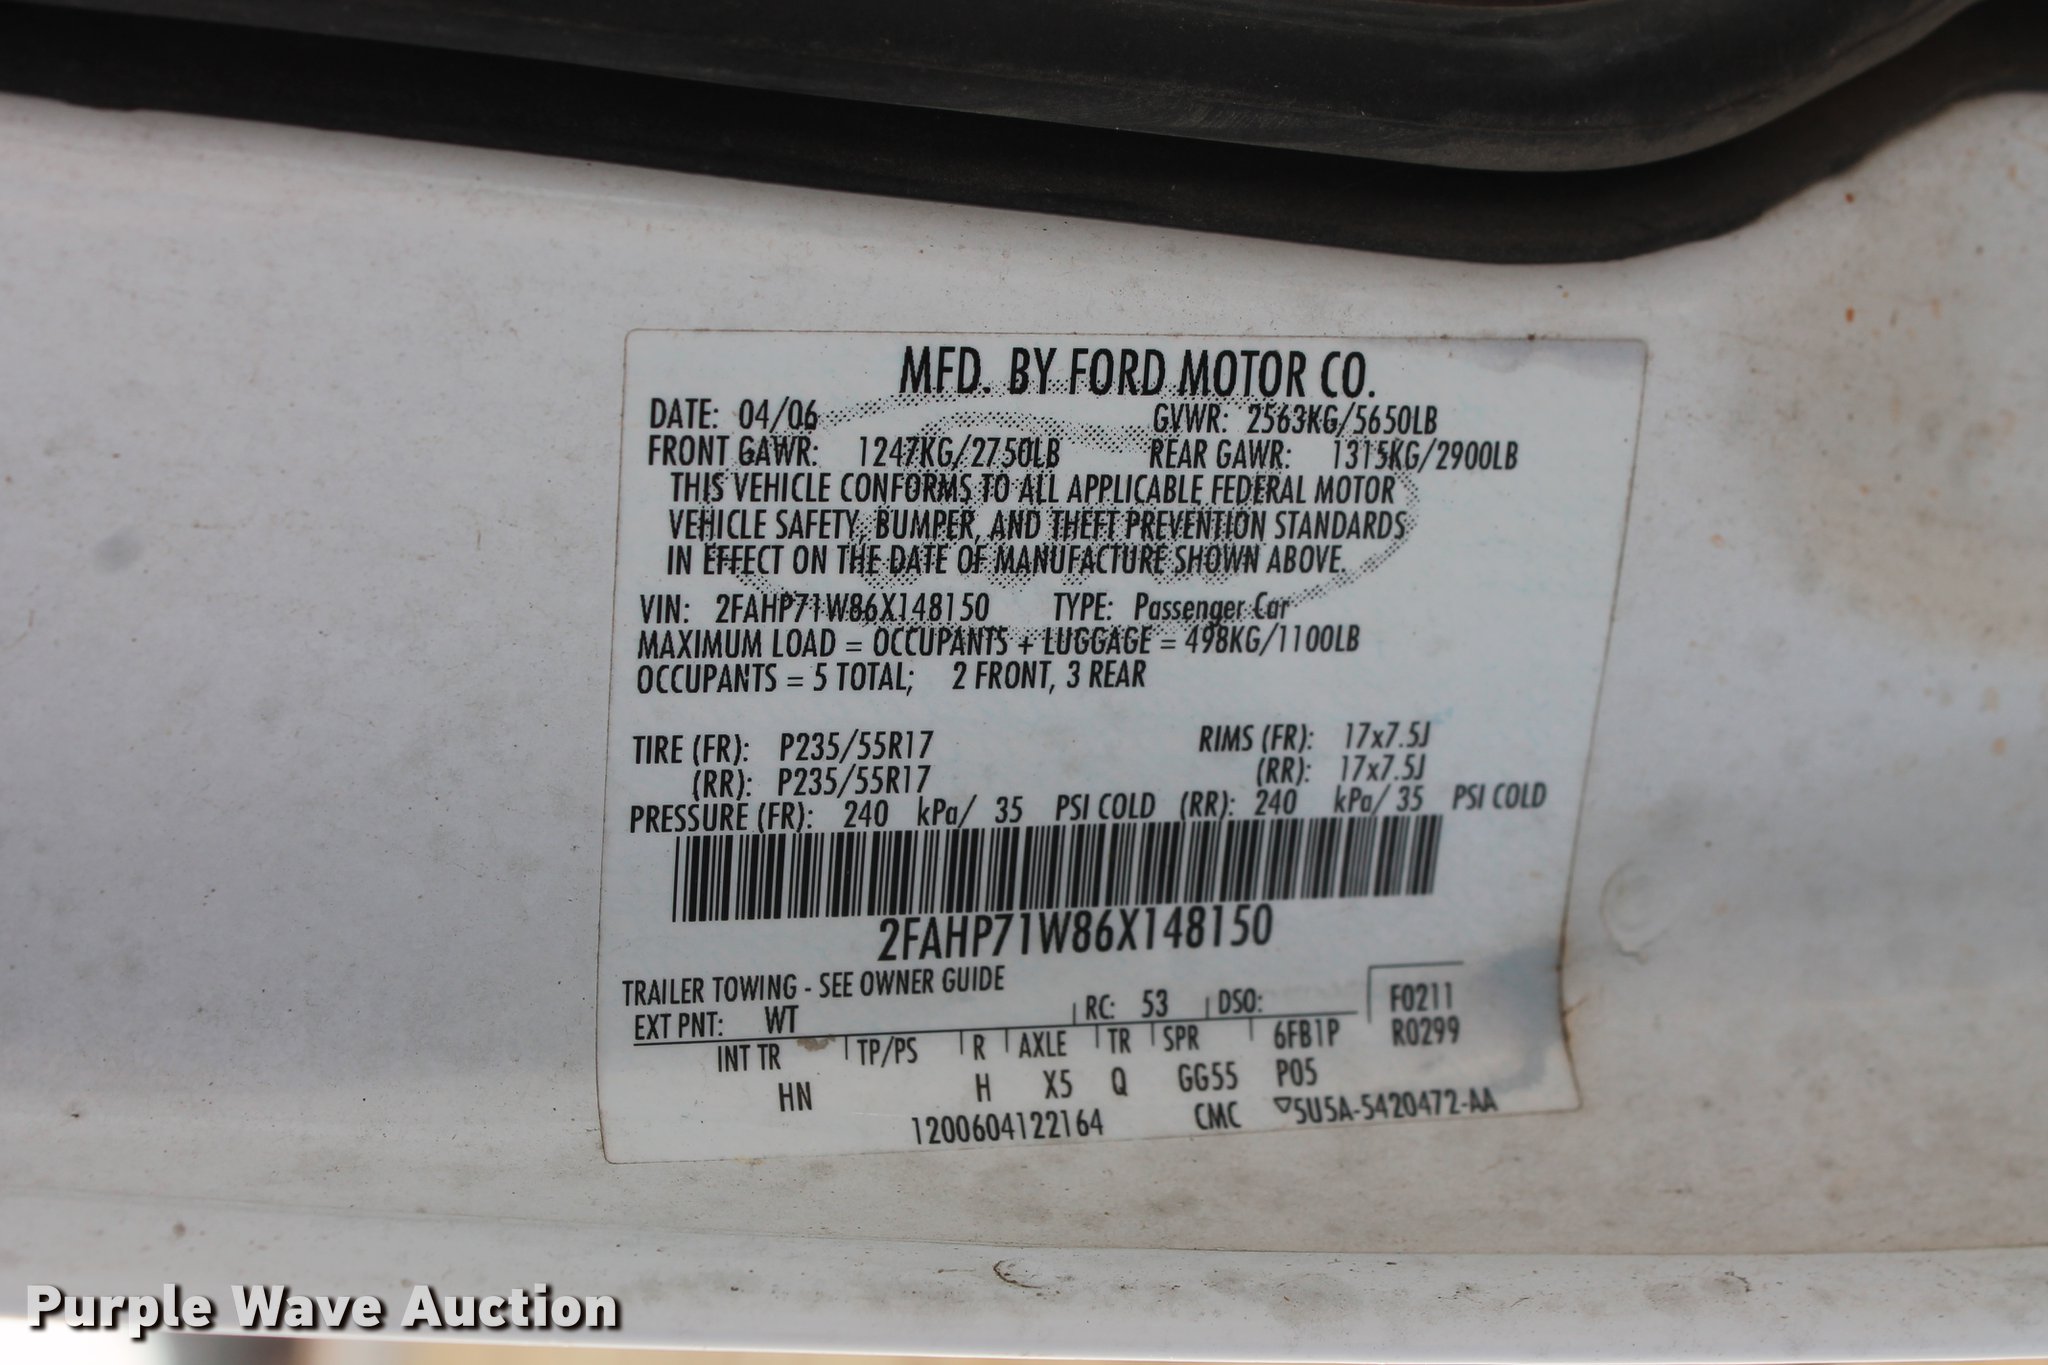 MFD. BY FORD MOTOR CO.
DATE: 04/06 GVWR: 2563KG/5650LB
FRONT GAWR: 1247KG/2750LB REAR GAWR: 1315KG/2900LB
THIS VEHICLE CONFORMS TO ALL APPLICABLE FEDERAL MOTOR
VEHICLE SAFETY, BUMPER, AND THEFT PREVENTION STANDARDS
IN EFFECT ON THE DATE OF MANUFACTURE SHOWN ABOVE.
VIN: 2FAHP71W86X148150 TYPE: Passenger Car
MAXIMUM LOAD = OCCUPANTS + LUGGAGE = 498KG/1100LB
OCCUPANTS = 5 TOTAL; 2 FRONT, 3 REAR
TIRE (FR): P235/55R17 RIMS (FR): 17x7.5J
(RR): P235/55R17 (RR): 17x7.5J
PRESSURE (FR): 240 kPa/ 35 PSI COLD (RR): 240 kPa/ 35 PSI COLD
2FAHP71W86X148150
TRAILER TOWING - SEE OWNER GUIDE
EXT PNT: WT RC: 53 DSO: F0211
INT TR TP/PS R AXLE TR SPR 6FB1P R0299
HN H X5 Q GG55 P05
1200604122164 CMC ▽5U5A-5420472-AA
Purple Wave Auction